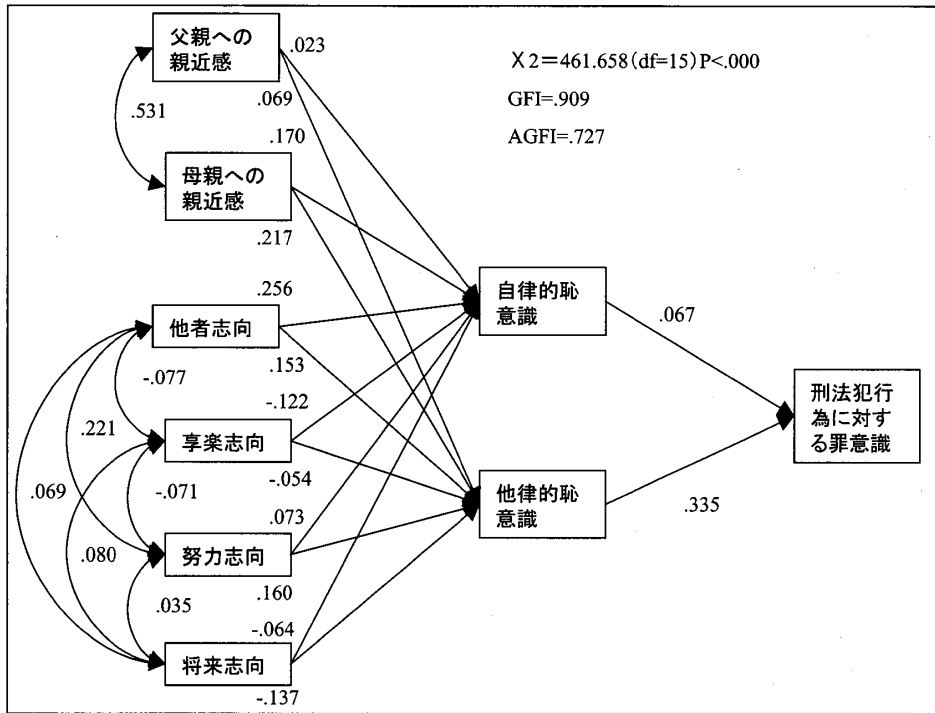 父親への
親近感
.023
Χ2=461.658(df=15)P<.000
.069
GFI=.909
.531
.170
AGFI=.727
母親への
親近感
.217
.256
自律的恥
意識
.067
他者志向
.153
-.077
-.122
刑法犯行
為に対す
る罪意識
.221
享楽志向
.069
-.071
-.054
他律的恥
意識
.335
.073
.080
努力志向
.035
.160
-.064
将来志向
-.137